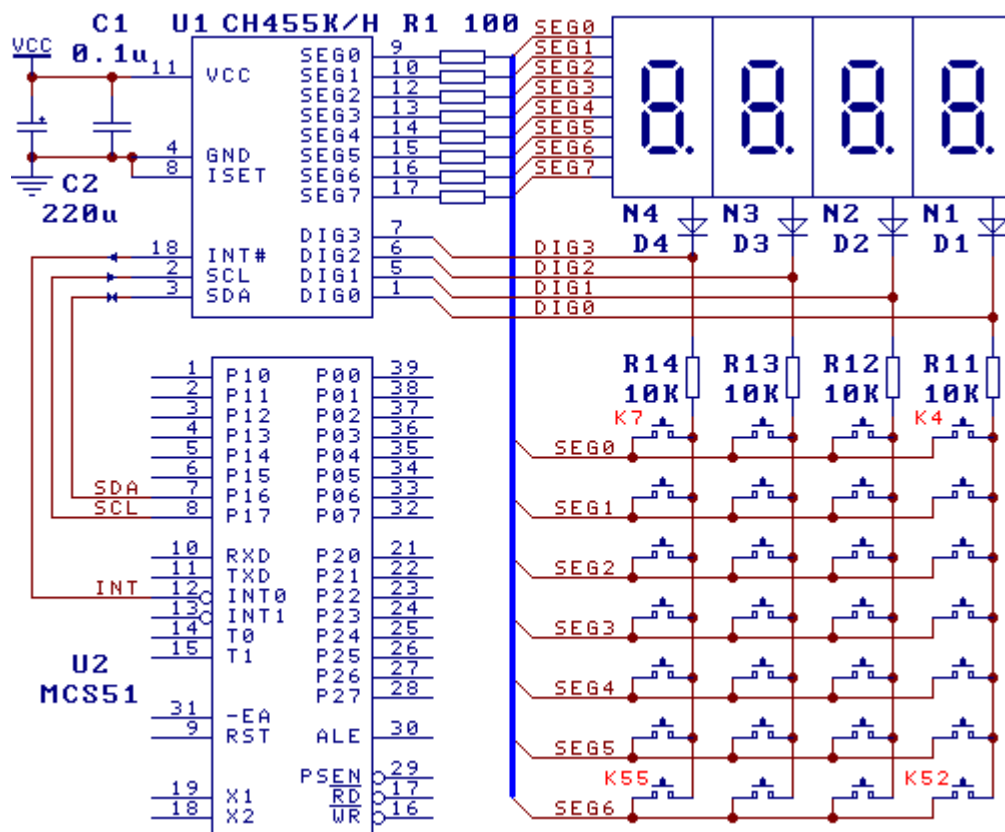 C1 U1 CH455K/H R1 100
VCC 0.1u
C2
220u
11 VCC
4 GND
8 ISET
18 INT#
2 SCL
3 SDA
SEG0 9
SEG1 10
SEG2 12
SEG3 13
SEG4 14
SEG5 15
SEG6 16
SEG7 17
DIG3 7
DIG2 6
DIG1 5
DIG0 1
SEG0
SEG1
SEG2
SEG3
SEG4
SEG5
SEG6
SEG7
8. 8. 8. 8.
N4 N3 N2 N1
D4 D3 D2 D1
DIG3
DIG2
DIG1
DIG0
R14 R13 R12 R11
10K 10K 10K 10K
K7 K4
SEG0
SEG1
SEG2
SEG3
SEG4
SEG5
K55 K52
SEG6
SDA
SCL
INT
U2
MCS51
1 P10 P00 39
2 P11 P01 38
3 P12 P02 37
4 P13 P03 36
5 P14 P04 35
6 P15 P05 34
7 P16 P06 33
8 P17 P07 32
10 RXD P20 21
11 TXD P21 22
12 INT0 P22 23
13 INT1 P23 24
14 T0 P24 25
15 T1 P25 26
P26 27
P27 28
31 -EA
9 RST ALE 30
PSEN 29
19 X1 RD 17
18 X2 WR 16